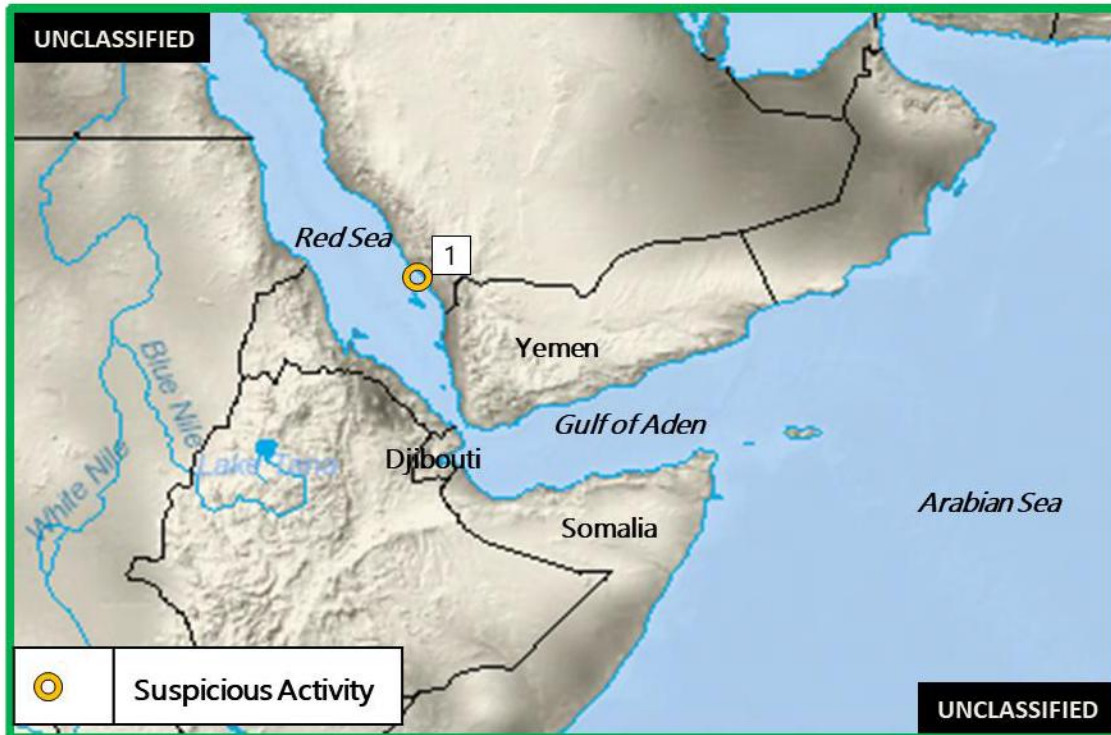 UNCLASSIFIED
Red Sea
1
Yemen
Blue Nile
Gulf of Aden
Djibouti
Lake Tana
White Nile
Arabian Sea
Somalia
Suspicious Activity
UNCLASSIFIED